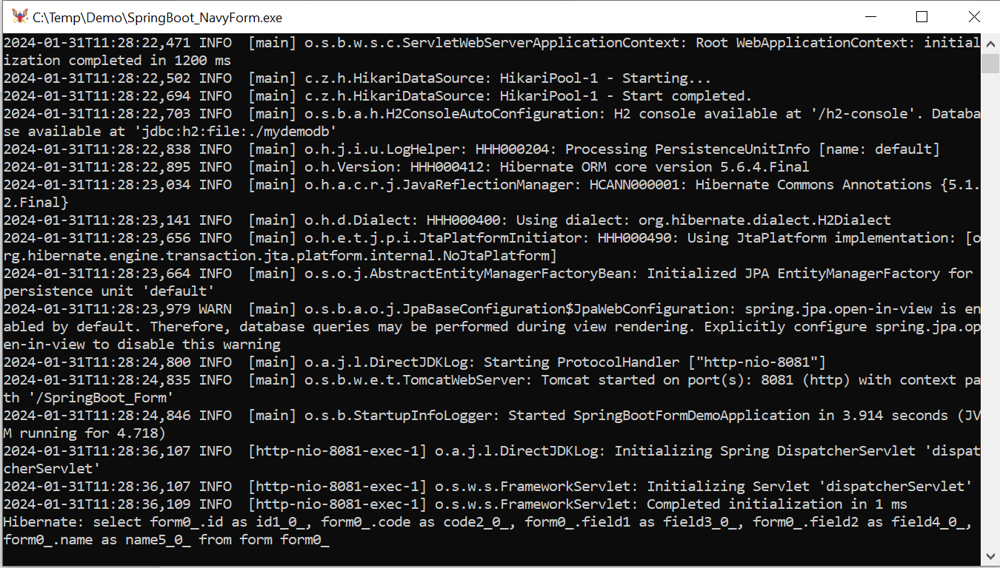 C:\Temp\Demo\SpringBoot_NavyForm.exe
2024-01-31T11:28:22,471 INFO  [main] o.s.b.w.s.c.ServletWebServerApplicationContext: Root WebApplicationContext: initial
ization completed in 1200 ms
2024-01-31T11:28:22,502 INFO  [main] c.z.h.HikariDataSource: HikariPool-1 - Starting...
2024-01-31T11:28:22,694 INFO  [main] c.z.h.HikariDataSource: HikariPool-1 - Start completed.
2024-01-31T11:28:22,703 INFO  [main] o.s.b.a.h.H2ConsoleAutoConfiguration: H2 console available at '/h2-console'. Databa
se available at 'jdbc:h2:file:./mydemodb'
2024-01-31T11:28:22,838 INFO  [main] o.h.j.i.u.LogHelper: HHH000204: Processing PersistenceUnitInfo [name: default]
2024-01-31T11:28:22,895 INFO  [main] o.h.Version: HHH000412: Hibernate ORM core version 5.6.4.Final
2024-01-31T11:28:23,034 INFO  [main] o.h.a.c.r.j.JavaReflectionManager: HCANN000001: Hibernate Commons Annotations {5.1.
2.Final}
2024-01-31T11:28:23,141 INFO  [main] o.h.d.Dialect: HHH000400: Using dialect: org.hibernate.dialect.H2Dialect
2024-01-31T11:28:23,656 INFO  [main] o.h.e.t.j.p.i.JtaPlatformInitiator: HHH000490: Using JtaPlatform implementation: [o
rg.hibernate.engine.transaction.jta.platform.internal.NoJtaPlatform]
2024-01-31T11:28:23,664 INFO  [main] o.s.o.j.AbstractEntityManagerFactoryBean: Initialized JPA EntityManagerFactory for
persistence unit 'default'
2024-01-31T11:28:23,979 WARN  [main] o.s.b.a.o.j.JpaBaseConfiguration$JpaWebConfiguration: spring.jpa.open-in-view is en
abled by default. Therefore, database queries may be performed during view rendering. Explicitly configure spring.jpa.op
en-in-view to disable this warning
2024-01-31T11:28:24,800 INFO  [main] o.a.j.l.DirectJDKLog: Starting ProtocolHandler ["http-nio-8081"]
2024-01-31T11:28:24,835 INFO  [main] o.s.b.w.e.t.TomcatWebServer: Tomcat started on port(s): 8081 (http) with context pa
th '/SpringBoot_Form'
2024-01-31T11:28:24,846 INFO  [main] o.s.b.StartupInfoLogger: Started SpringBootFormDemoApplication in 3.914 seconds (JV
M running for 4.718)
2024-01-31T11:28:36,107 INFO  [http-nio-8081-exec-1] o.a.j.l.DirectJDKLog: Initializing Spring DispatcherServlet 'dispat
cherServlet'
2024-01-31T11:28:36,107 INFO  [http-nio-8081-exec-1] o.s.w.s.FrameworkServlet: Initializing Servlet 'dispatcherServlet'
2024-01-31T11:28:36,109 INFO  [http-nio-8081-exec-1] o.s.w.s.FrameworkServlet: Completed initialization in 1 ms
Hibernate: select form0_.id as id1_0_, form0_.code as code2_0_, form0_.field1 as field3_0_, form0_.field2 as field4_0_,
form0_.name as name5_0_ from form form0_